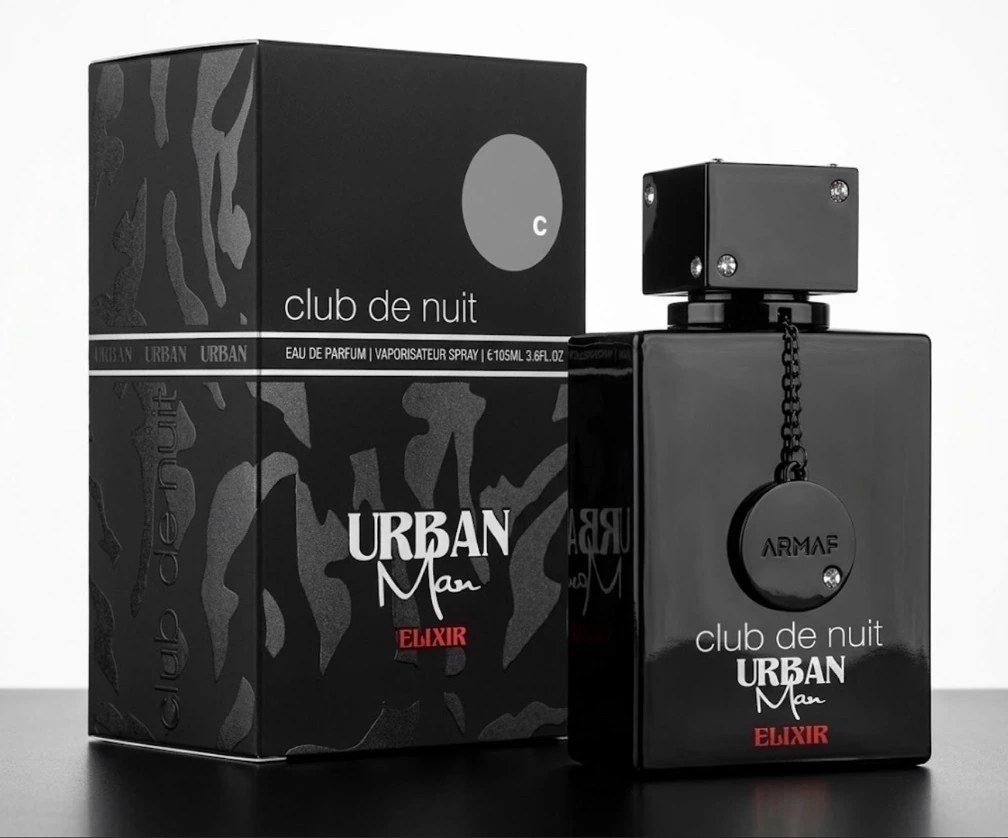 C
club de nuit
URBAN URBAN URBAN
EAU DE PARFUM | VAPORISATEUR SPRAY | €105ML 3.6FL.OZ
club de nuit
URBAN
Man
ELIXIR
ARMAF
club de nuit
URBAN
Man
ELIXIR